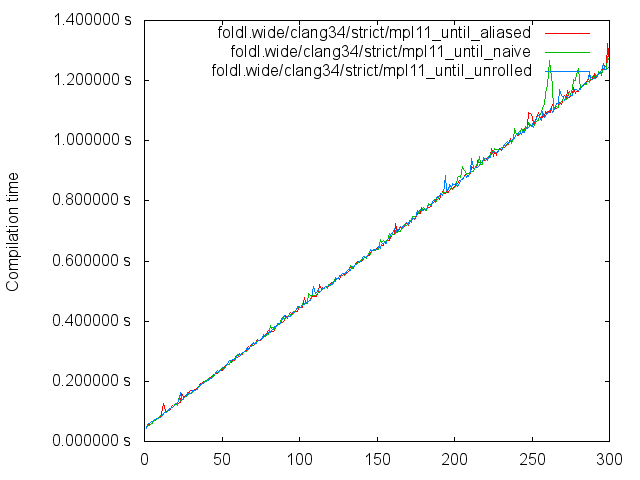 1.400000 s
foldl.wide/clang34/strict/mpl11_until_aliased
foldl.wide/clang34/strict/mpl11_until_naive
foldl.wide/clang34/strict/mpl11_until_unrolled
1.200000 s
1.000000 s
0.800000 s
0.600000 s
0.400000 s
0.200000 s
0.000000 s
Compilation time
0 50 100 150 200 250 300